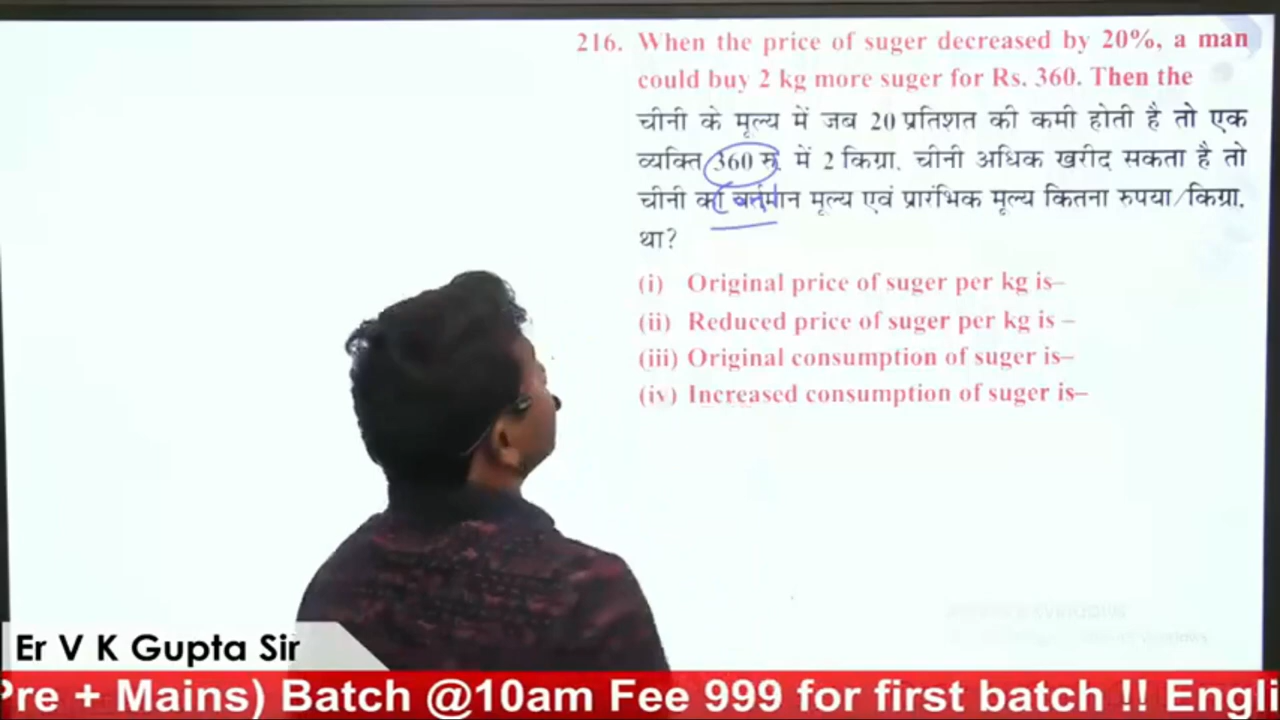 216. When the price of suger decreased by 20%, a man
could buy 2 kg more suger for Rs. 360. Then the
चीनी के मूल्य में जब 20 प्रतिशत की कमी होती है तो एक
व्यक्ति 360 रु. में 2 किग्रा. चीनी अधिक खरीद सकता है तो
चीनी का वर्तमान मूल्य एवं प्रारंभिक मूल्य कितना रुपया/किग्रा.
था?
(i) Original price of suger per kg is–
(ii) Reduced price of suger per kg is –
(iii) Original consumption of suger is–
(iv) Increased consumption of suger is–
Er V K Gupta Sir
Pre + Mains) Batch @10am Fee 999 for first batch !! Engli